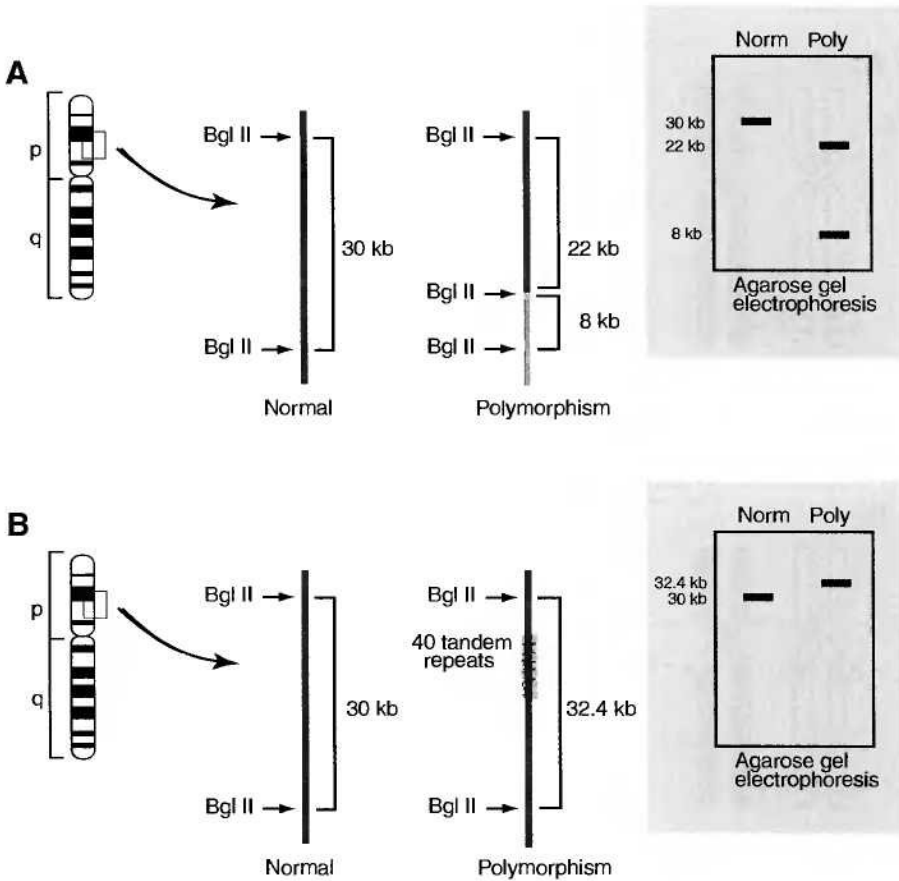 A
p
q
Bgl II
30 kb
Bgl II
Normal
Bgl II
22 kb
Bgl II
8 kb
Bgl II
Polymorphism
Norm Poly
30 kb
22 kb
8 kb
Agarose gel
electrophoresis
B
p
q
Bgl II
30 kb
Bgl II
Normal
Bgl II
40 tandem
repeats
32.4 kb
Bgl II
Polymorphism
Norm Poly
32.4 kb
30 kb
Agarose gel
electrophoresis